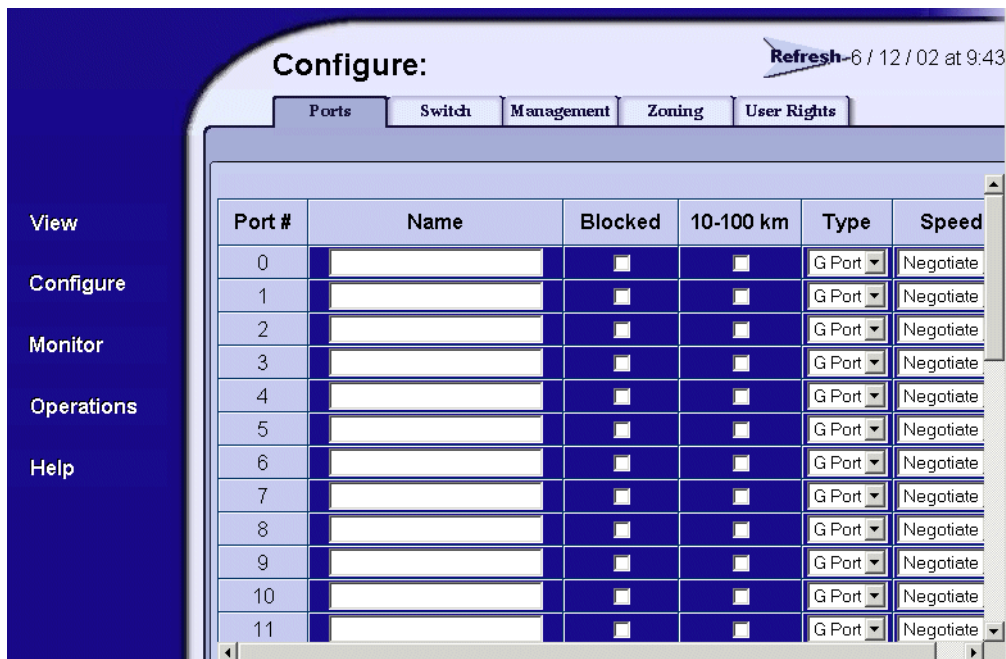 Configure:
Refresh-6 / 12 / 02 at 9:43
Ports Switch Management Zoning User Rights
View
Configure
Monitor
Operations
Help
Port # Name Blocked 10-100 km Type Speed
0 G Port Negotiate
1 G Port Negotiate
2 G Port Negotiate
3 G Port Negotiate
4 G Port Negotiate
5 G Port Negotiate
6 G Port Negotiate
7 G Port Negotiate
8 G Port Negotiate
9 G Port Negotiate
10 G Port Negotiate
11 G Port Negotiate